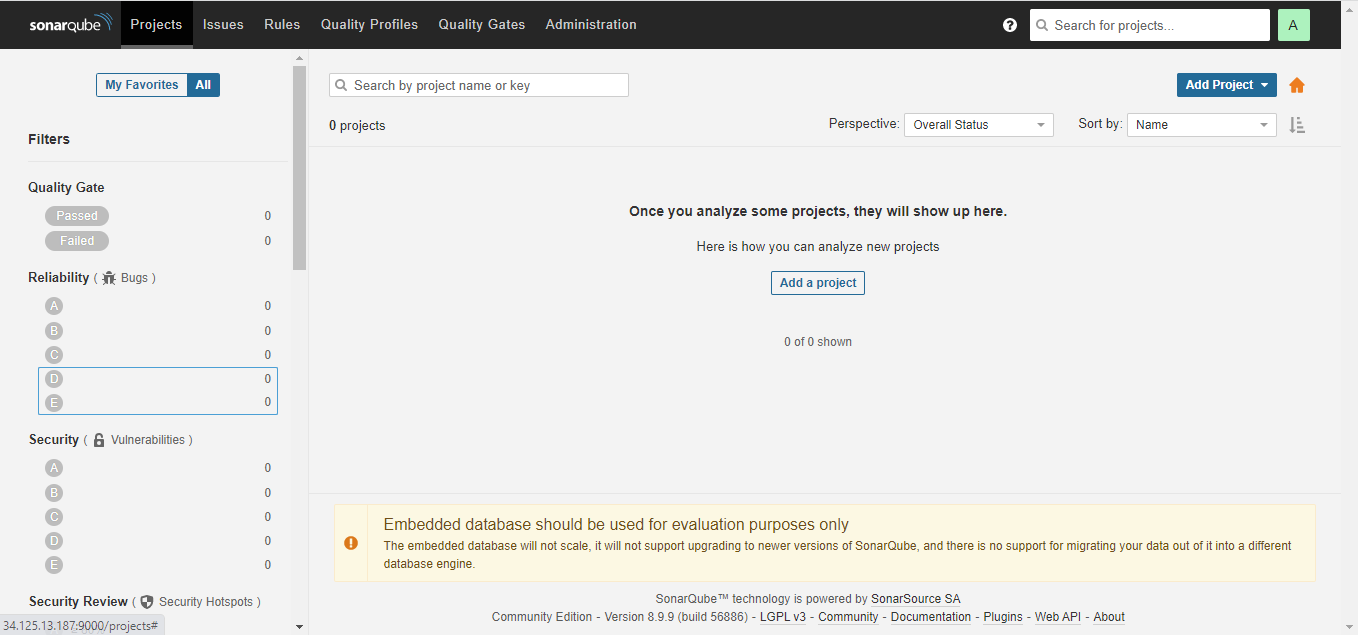 sonarqube Projects Issues Rules Quality Profiles Quality Gates Administration ? Search for projects... A
My Favorites All
Search by project name or key Add Project
0 projects Perspective: Overall Status Sort by: Name
Filters
Quality Gate
Passed 0
Failed 0
Reliability ( Bugs )
A 0
B 0
C 0
D 0
E 0
Security ( Vulnerabilities )
A 0
B 0
C 0
D 0
E 0
Security Review ( Security Hotspots )
34.125.13.187:9000/projects#
Once you analyze some projects, they will show up here.
Here is how you can analyze new projects
Add a project
0 of 0 shown
Embedded database should be used for evaluation purposes only
The embedded database will not scale, it will not support upgrading to newer versions of SonarQube, and there is no support for migrating your data out of it into a different
database engine.
SonarQube™ technology is powered by SonarSource SA
Community Edition - Version 8.9.9 (build 56886) - LGPL v3 - Community - Documentation - Plugins - Web API - About